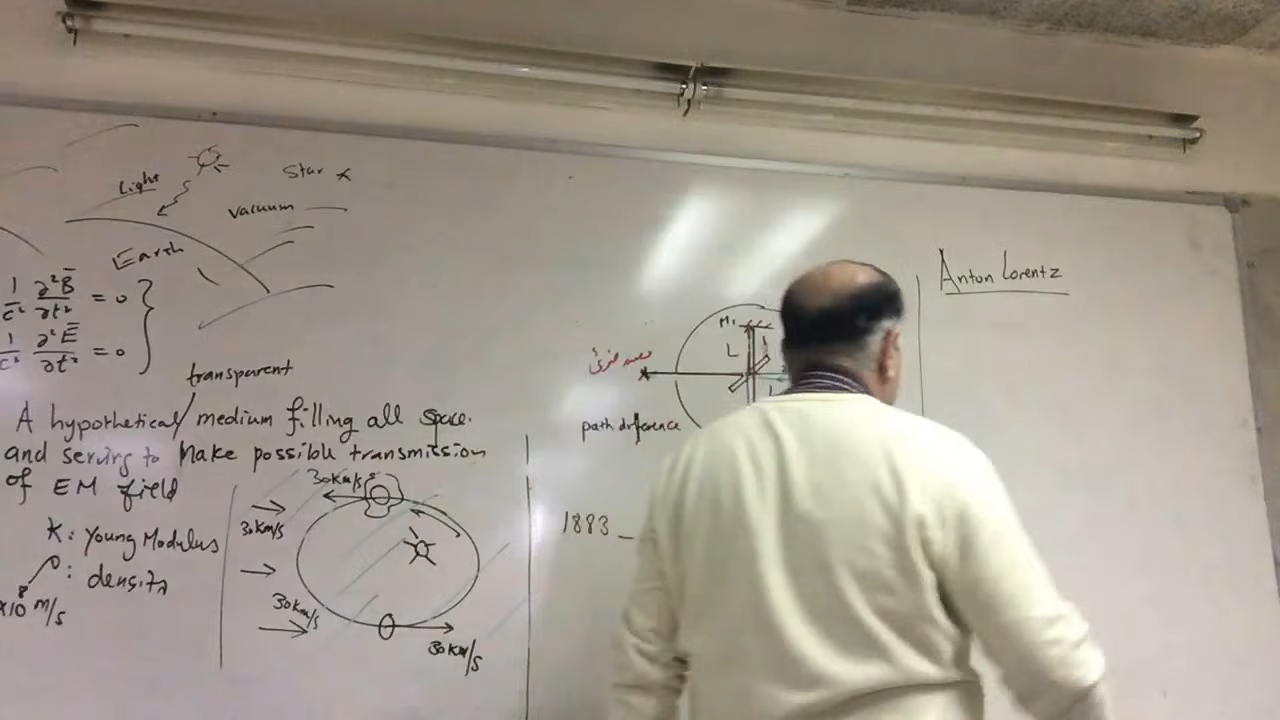 Light
Star
Vacuum
Earth
1/c² ∂²B̄/∂t² = 0
1/c² ∂²Ē/∂t² = 0
transparent
A hypothetical / medium filling all space.
and serving to Make possible transmission
of EM field
K: Young Modulus
: density
×10⁸ m/s
30km/s
30km/s
30km/s
30km/s
M₁
L
path difference
1883 _
Anton Lorentz